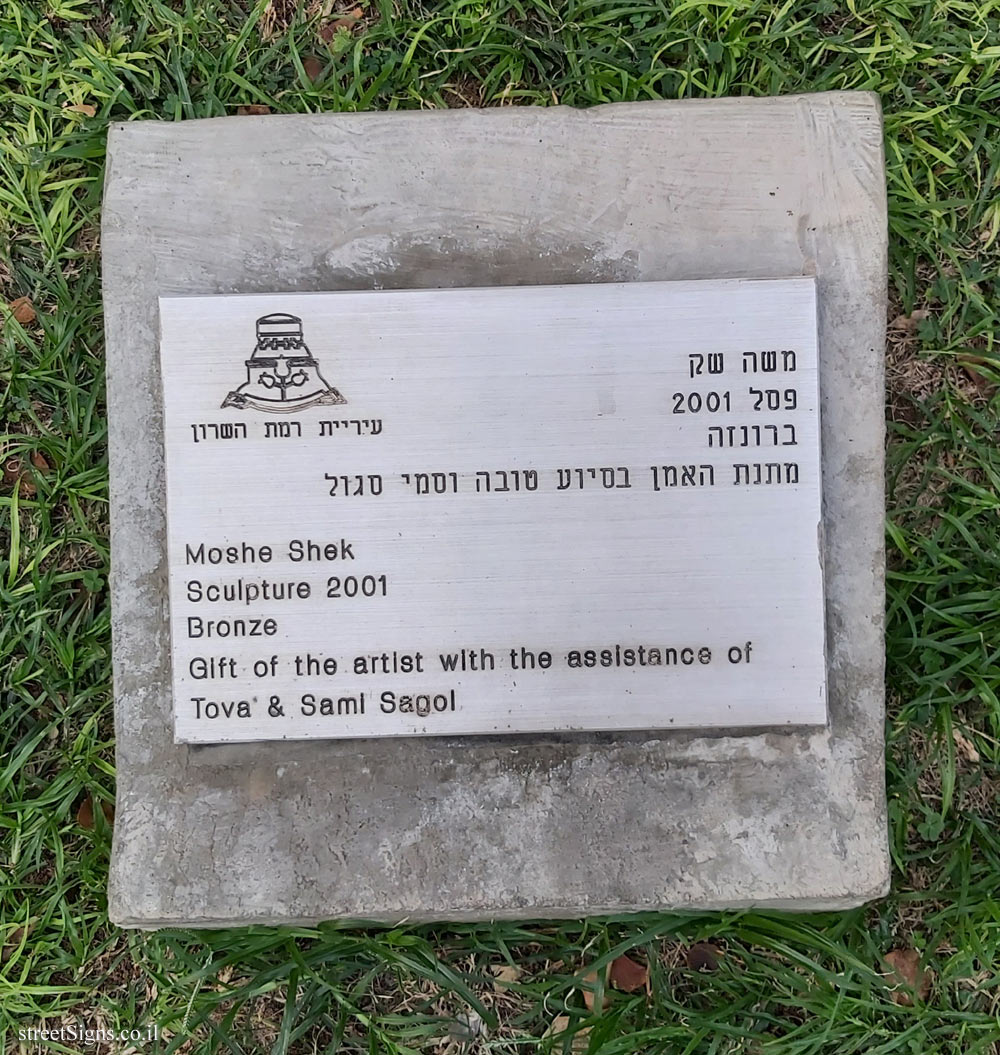 עיריית רמת השרון
משה שק
פסל 2001
ברונזה
מתנת האמן בסיוע טובה וסמי סגול
Moshe Shek
Sculpture 2001
Bronze
Gift of the artist with the assistance of
Tova & Sami Sagol
streetSigns.co.il